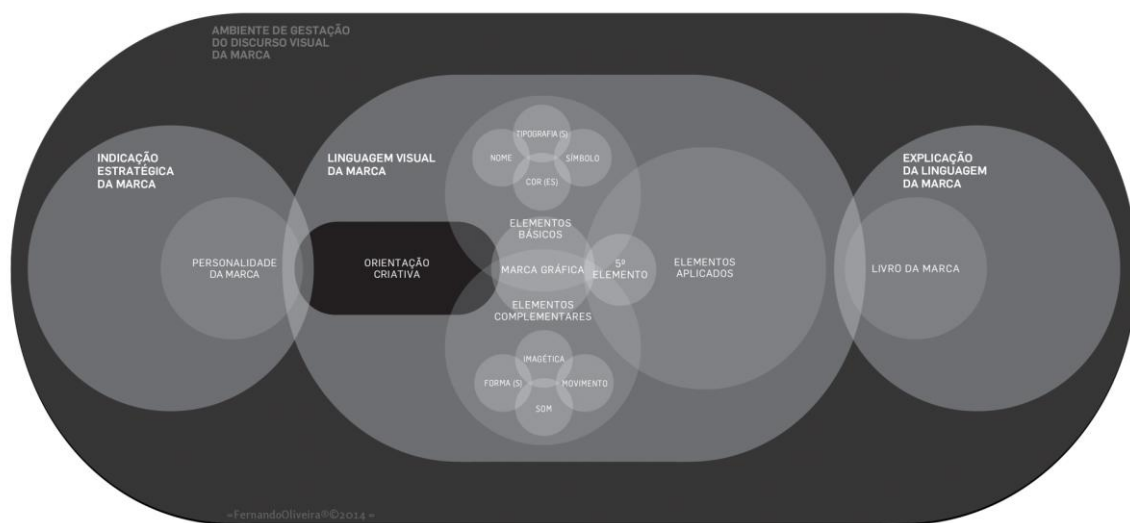 AMBIENTE DE GESTAÇÃO
DO DISCURSO VISUAL
DA MARCA
INDICAÇÃO
ESTRATÉGICA
DA MARCA
PERSONALIDADE
DA MARCA
LINGUAGEM VISUAL
DA MARCA
ORIENTAÇÃO
CRIATIVA
TIPOGRAFIA (S)
NOME
SÍMBOLO
COR (ES)
ELEMENTOS
BÁSICOS
MARCA GRÁFICA
5º
ELEMENTO
ELEMENTOS
COMPLEMENTARES
IMAGÉTICA
FORMA (S)
MOVIMENTO
SOM
ELEMENTOS
APLICADOS
EXPLICAÇÃO
DA LINGUAGEM
DA MARCA
LIVRO DA MARCA
»FernandoOliveira®©2014 »